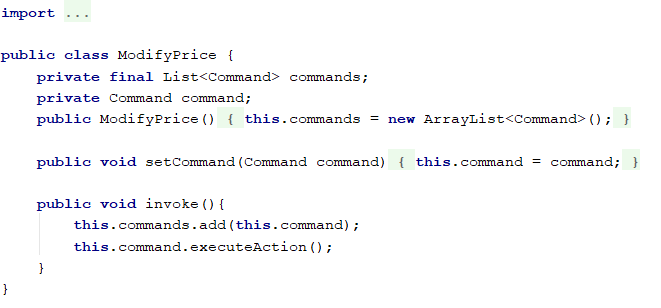 import ...
public class ModifyPrice {
private final List<Command> commands;
private Command command;
public ModifyPrice() { this.commands = new ArrayList<Command>(); }
public void setCommand(Command command) { this.command = command; }
public void invoke(){
this.commands.add(this.command);
this.command.executeAction();
}
}